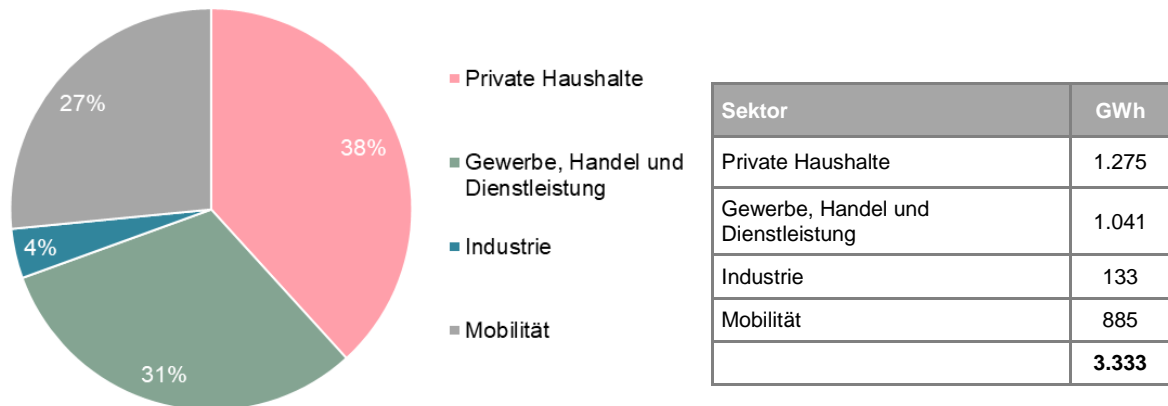 27%
38%
4%
31%
Private Haushalte
Gewerbe, Handel und
Dienstleistung
Industrie
Mobilität
Sektor GWh
Private Haushalte 1.275
Gewerbe, Handel und
Dienstleistung 1.041
Industrie 133
Mobilität 885
3.333